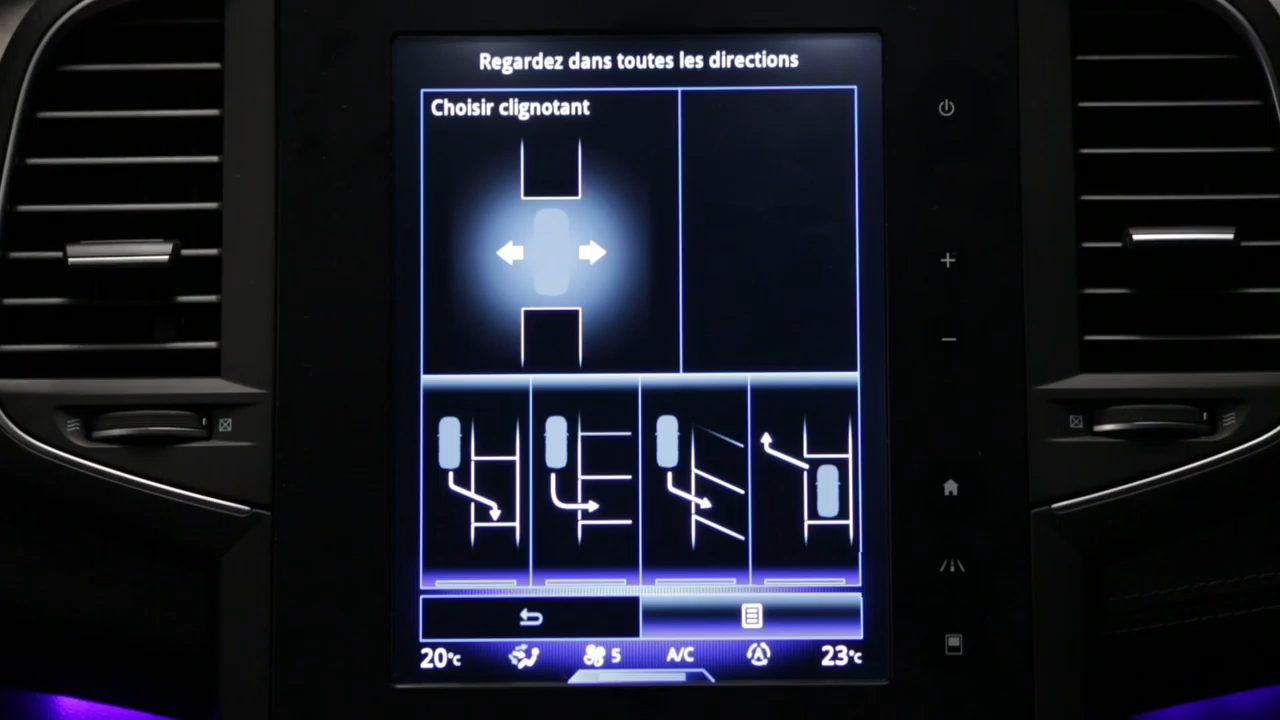 Regardez dans toutes les directions
Choisir clignotant
20°C
5
A/C
23°C